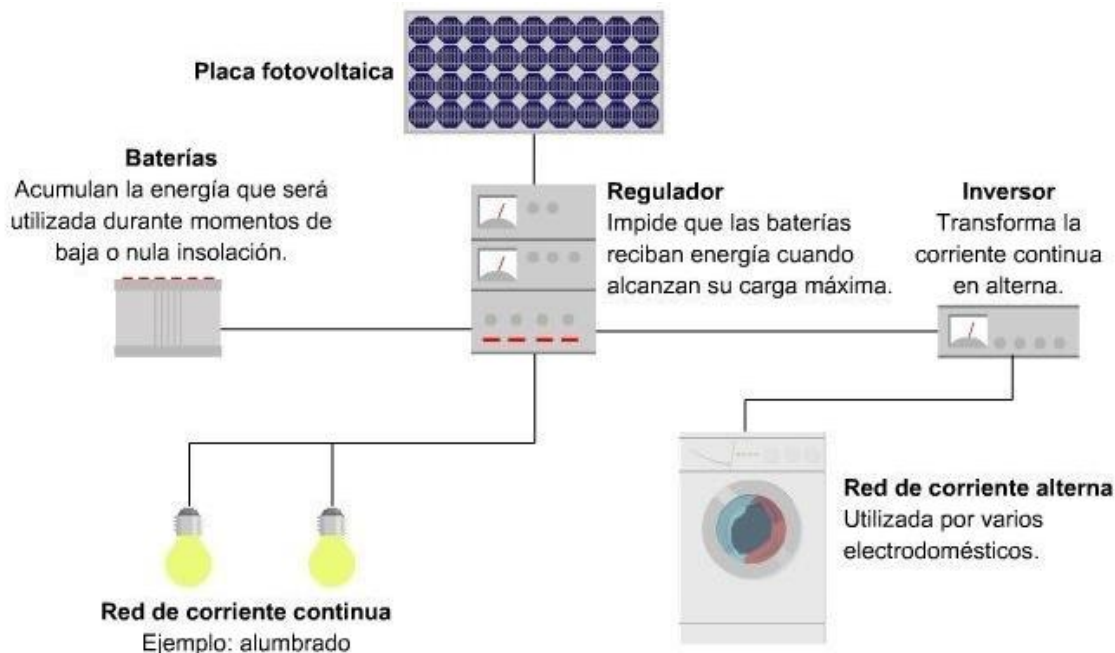 Placa fotovoltaica
Baterías
Acumulan la energía que será
utilizada durante momentos de
baja o nula insolación.
Regulador
Impide que las baterías
reciban energía cuando
alcanzan su carga máxima.
Inversor
Transforma la
corriente continua
en alterna.
Red de corriente alterna
Utilizada por varios
electrodomésticos.
Red de corriente continua
Ejemplo: alumbrado